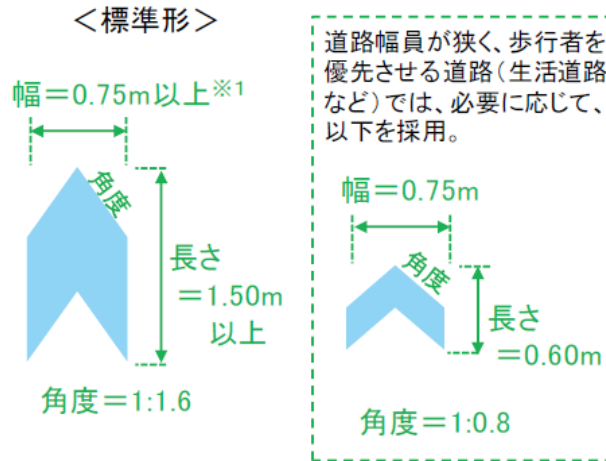 ＜標準形＞
幅＝0.75m以上※1
角度
長さ
＝1.50m
以上
角度＝1:1.6
道路幅員が狭く、歩行者を
優先させる道路（生活道路
など）では、必要に応じて、
以下を採用。
幅＝0.75m
角度
長さ
＝0.60m
角度＝1:0.8